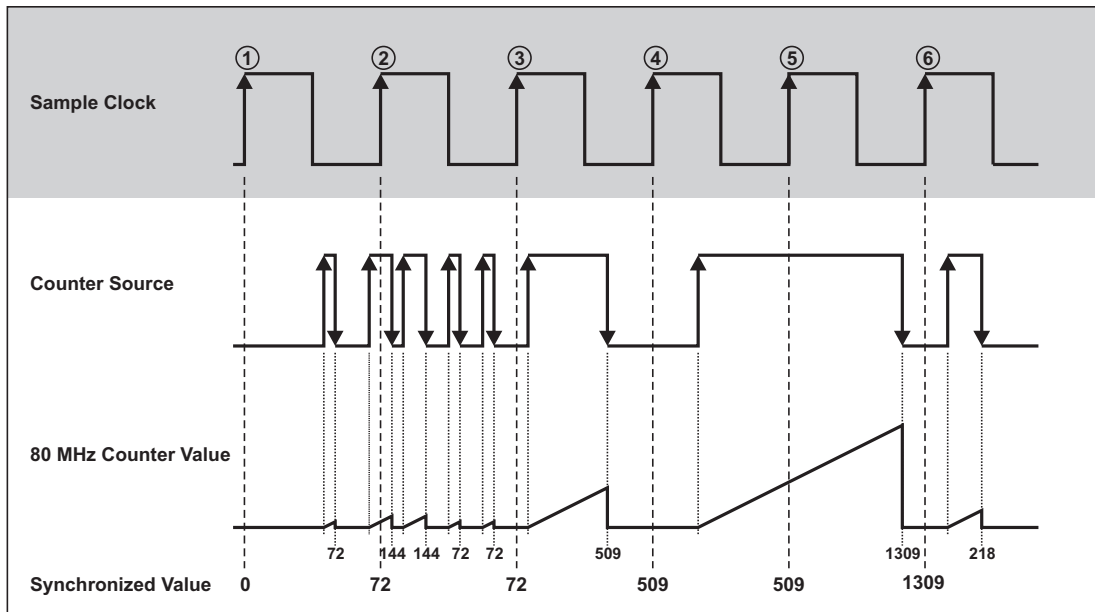 ① ② ③ ④ ⑤ ⑥
Sample Clock
Counter Source
80 MHz Counter Value
72 144 144 72 72 509 1309 218
Synchronized Value 0 72 72 509 509 1309